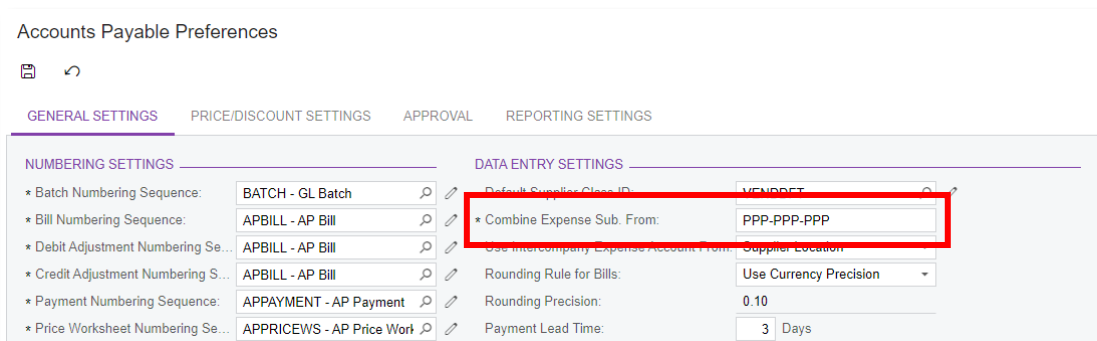 Accounts Payable Preferences
GENERAL SETTINGS PRICE/DISCOUNT SETTINGS APPROVAL REPORTING SETTINGS
NUMBERING SETTINGS
* Batch Numbering Sequence: BATCH - GL Batch
* Bill Numbering Sequence: APBILL - AP Bill
* Debit Adjustment Numbering Se... APBILL - AP Bill
* Credit Adjustment Numbering S... APBILL - AP Bill
* Payment Numbering Sequence: APPAYMENT - AP Payment
* Price Worksheet Numbering Se... APPRICEWS - AP Price Work
DATA ENTRY SETTINGS
Default Supplier Class ID:
* Combine Expense Sub. From: PPP-PPP-PPP
Use Intercompany Expense Account From: Supplier Location
Rounding Rule for Bills: Use Currency Precision
Rounding Precision: 0.10
Payment Lead Time: 3 Days